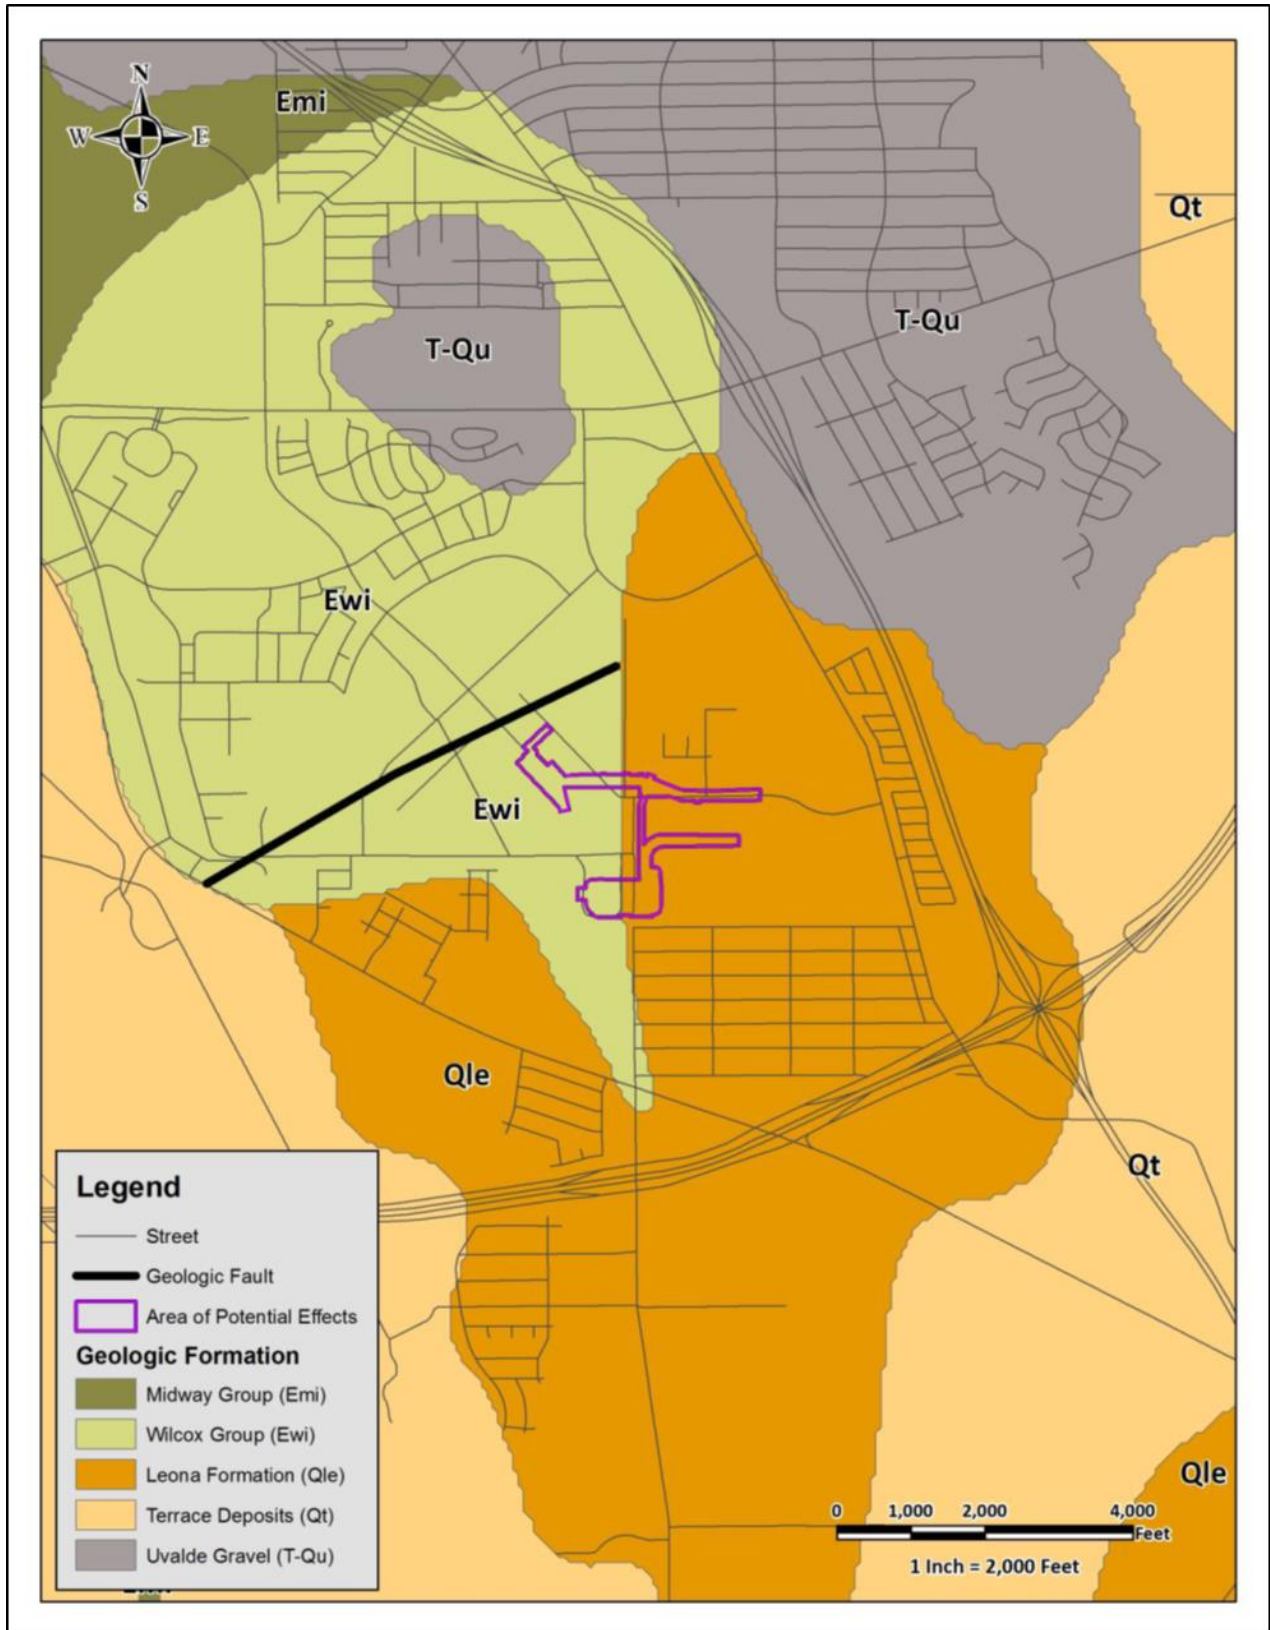 N
Emi
W E
S
Qt
T-Qu
T-Qu
Ewi
Ewi
Qle
Qt
Legend
Street
Geologic Fault
Area of Potential Effects
Geologic Formation
Midway Group (Emi)
Wilcox Group (Ewi)
Leona Formation (Qle)
Terrace Deposits (Qt)
Uvalde Gravel (T-Qu)
Qle
0 1,000 2,000 4,000
Feet
1 Inch = 2,000 Feet